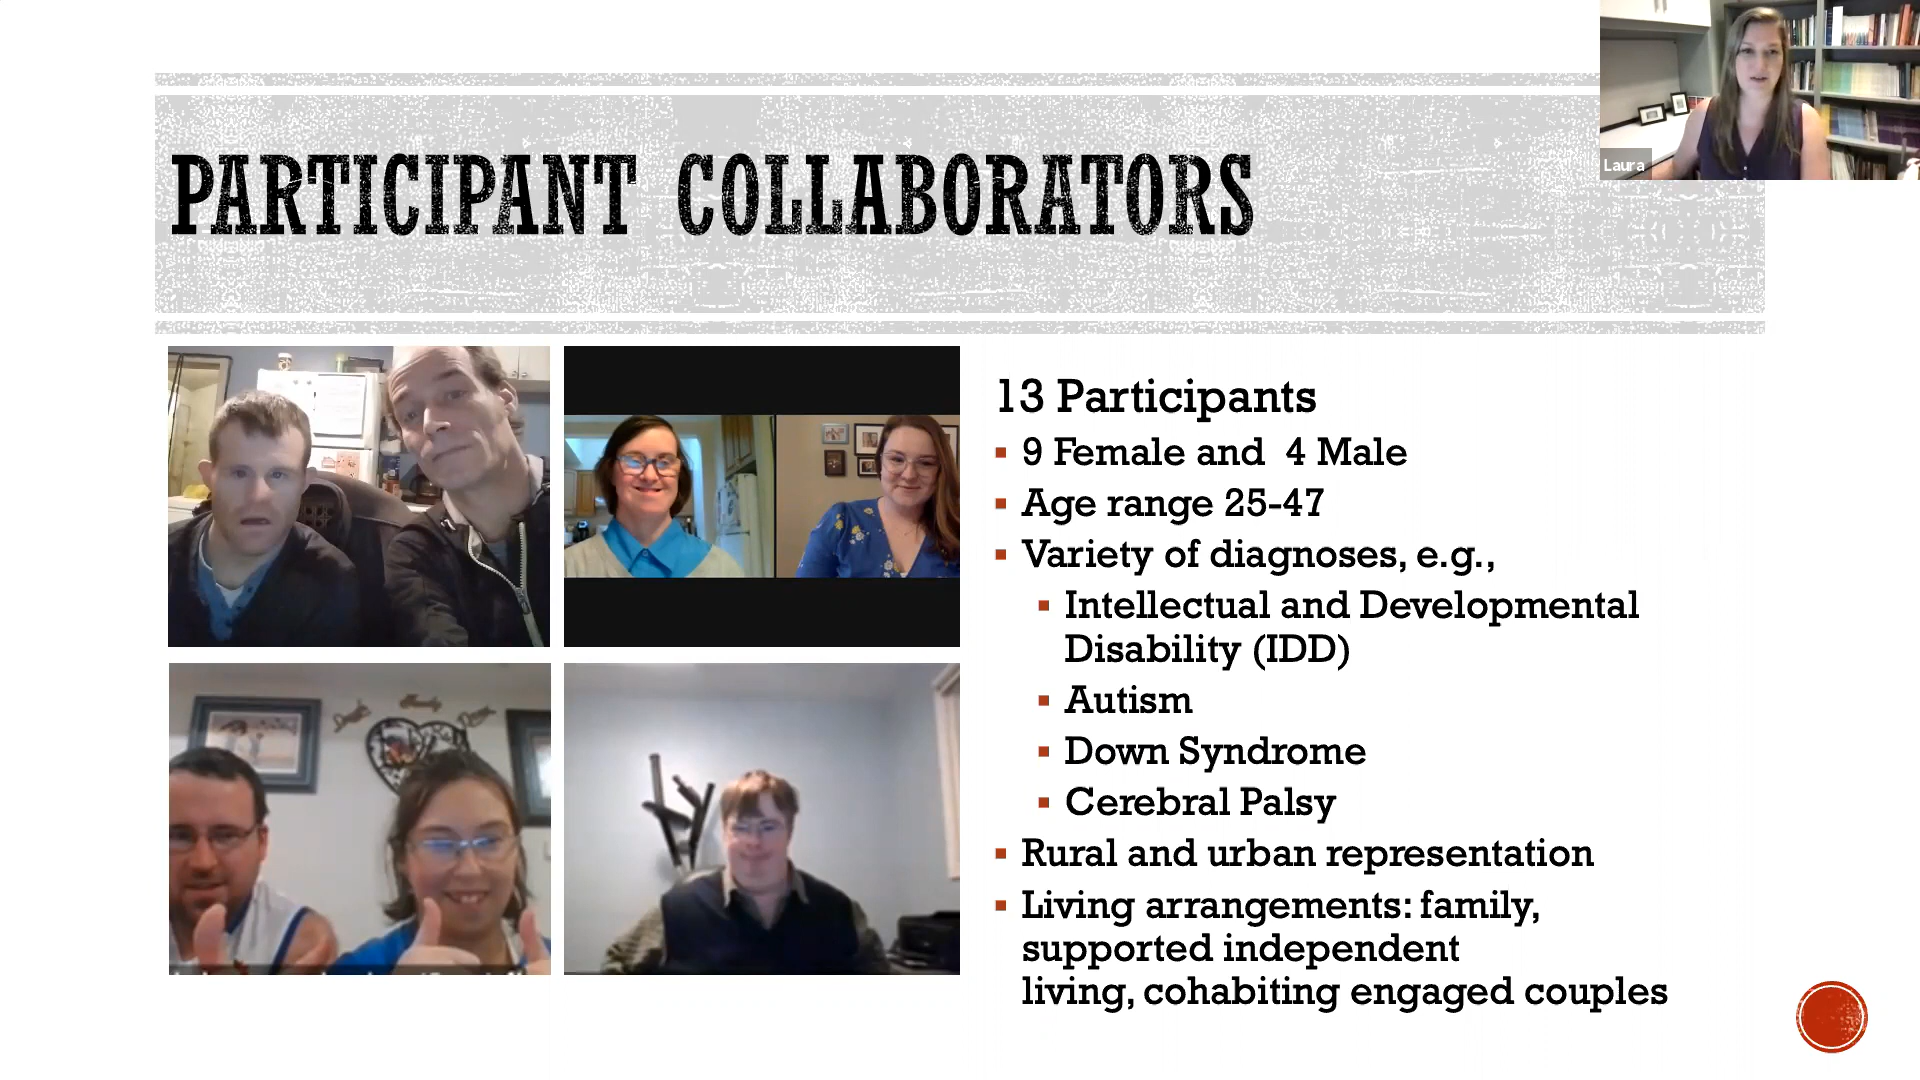 Laura
PARTICIPANT COLLABORATORS
13 Participants
9 Female and 4 Male
Age range 25-47
Variety of diagnoses, e.g.,
Intellectual and Developmental
Disability (IDD)
Autism
Down Syndrome
Cerebral Palsy
Rural and urban representation
Living arrangements: family,
supported independent
living, cohabiting engaged couples